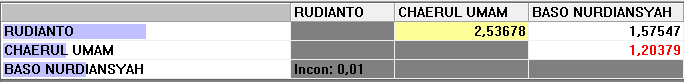 RUDIANTO CHAERUL UMAM BASO NURDIANSYAH
RUDIANTO 2,53678 1,57547
CHAERUL UMAM 1,20379
BASO NURDIANSYAH Incon: 0,01